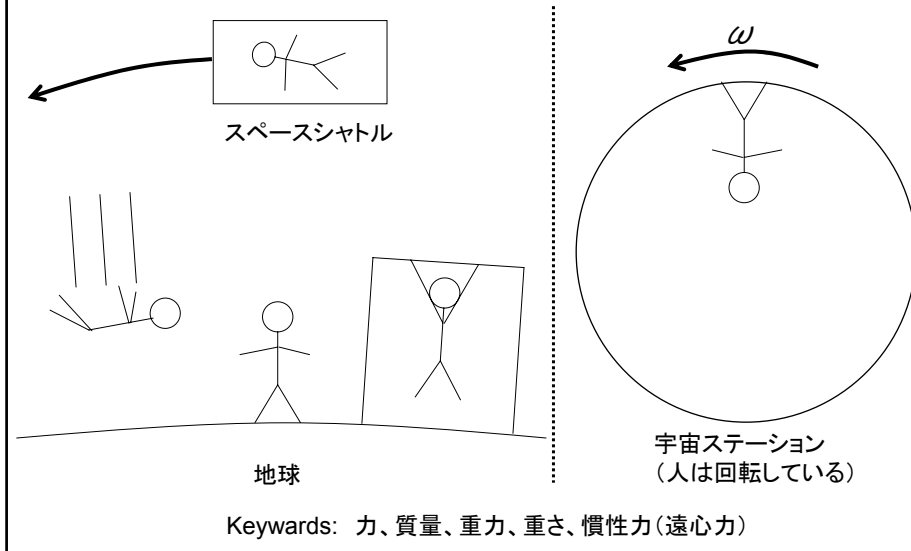 スペースシャトル
地球
ω
宇宙ステーション
（人は回転している）
Keywards: 力、質量、重力、重さ、慣性力（遠心力）